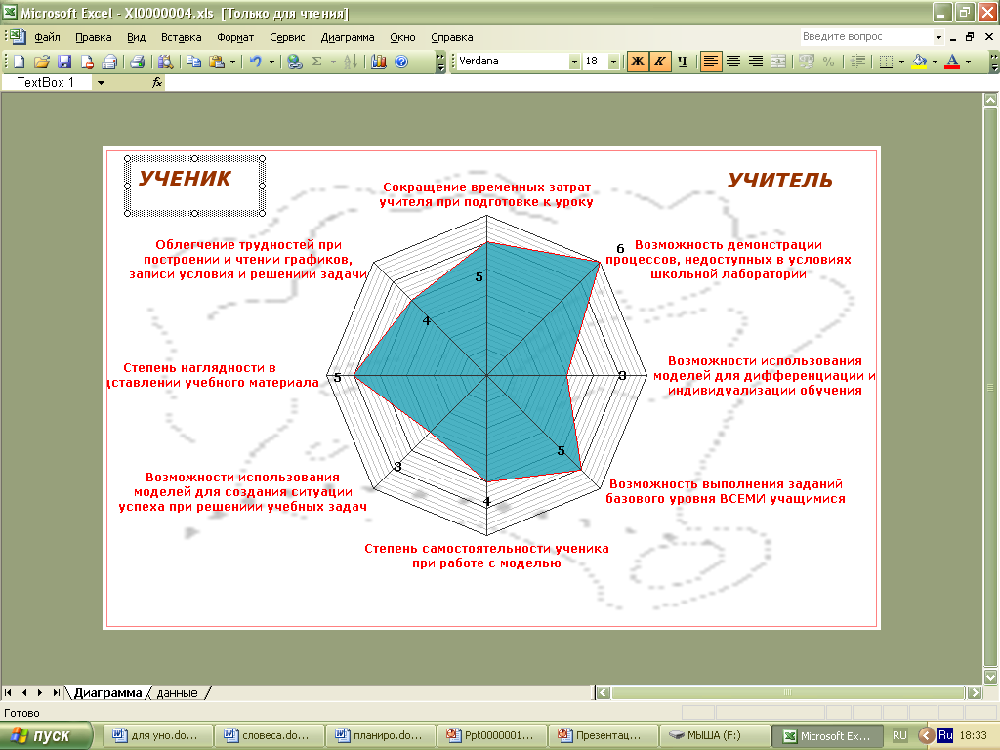 Microsoft Excel - XI0000004.xls [Только для чтения]
Файл Правка Вид Вставка Формат Сервис Диаграмма Окно Справка
Введите вопрос
Verdana 18 Ж К Ч
TextBox 1 fx
УЧЕНИК
УЧИТЕЛЬ
Сокращение временных затрат
учителя при подготовке к уроку
Облегчение трудностей при
построении и чтении графиков,
записи условия и решениии задачи
6
Возможность демонстрации
процессов, недоступных в условиях
школьной лаборатории
5
4
Степень наглядности в
дставлении учебного материала
5
3
Возможности использования
моделей для дифференциации и
индивидуализации обучения
5
3
Возможности использования
моделей для создания ситуации
успеха при решениии учебных задач
Возможность выполнения заданий
базового уровня ВСЕМИ учащимися
4
Степень самостоятельности ученика
при работе с моделью
Диаграмма данные
Готово
пуск для уно.do... словеса.do... планиро.do... Ppt0000001... Презентац... МЫША (F:) Microsoft Ex... RU Ru 18:33